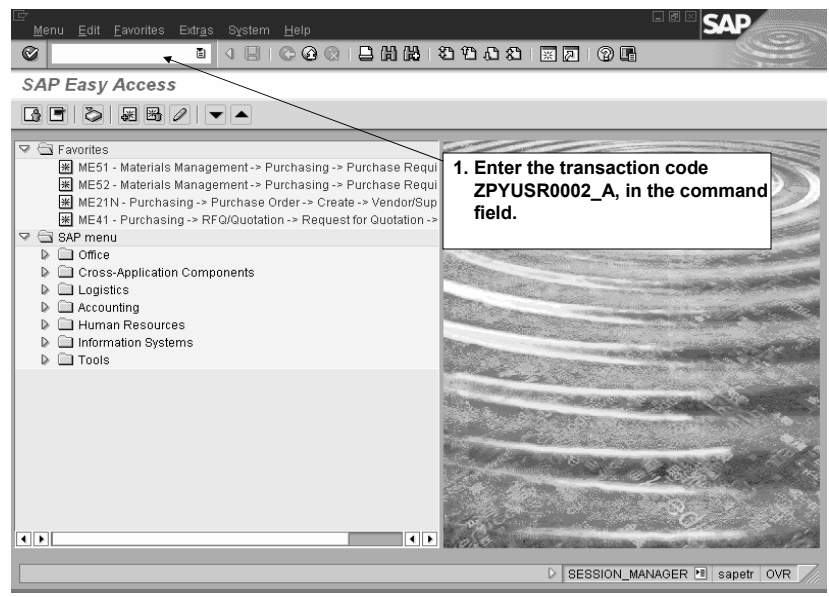 Menu Edit Favorites Extras System Help
SAP
SAP Easy Access
Favorites
ME51 - Materials Management -> Purchasing -> Purchase Requi
ME52 - Materials Management -> Purchasing -> Purchase Requi
ME21N - Purchasing -> Purchase Order -> Create -> Vendor/Sup
ME41 - Purchasing -> RFQ/Quotation -> Request for Quotation ->
SAP menu
Office
Cross-Application Components
Logistics
Accounting
Human Resources
Information Systems
Tools
1. Enter the transaction code
ZPYUSR0002_A, in the command
field.
SESSION_MANAGER sapetr OVR